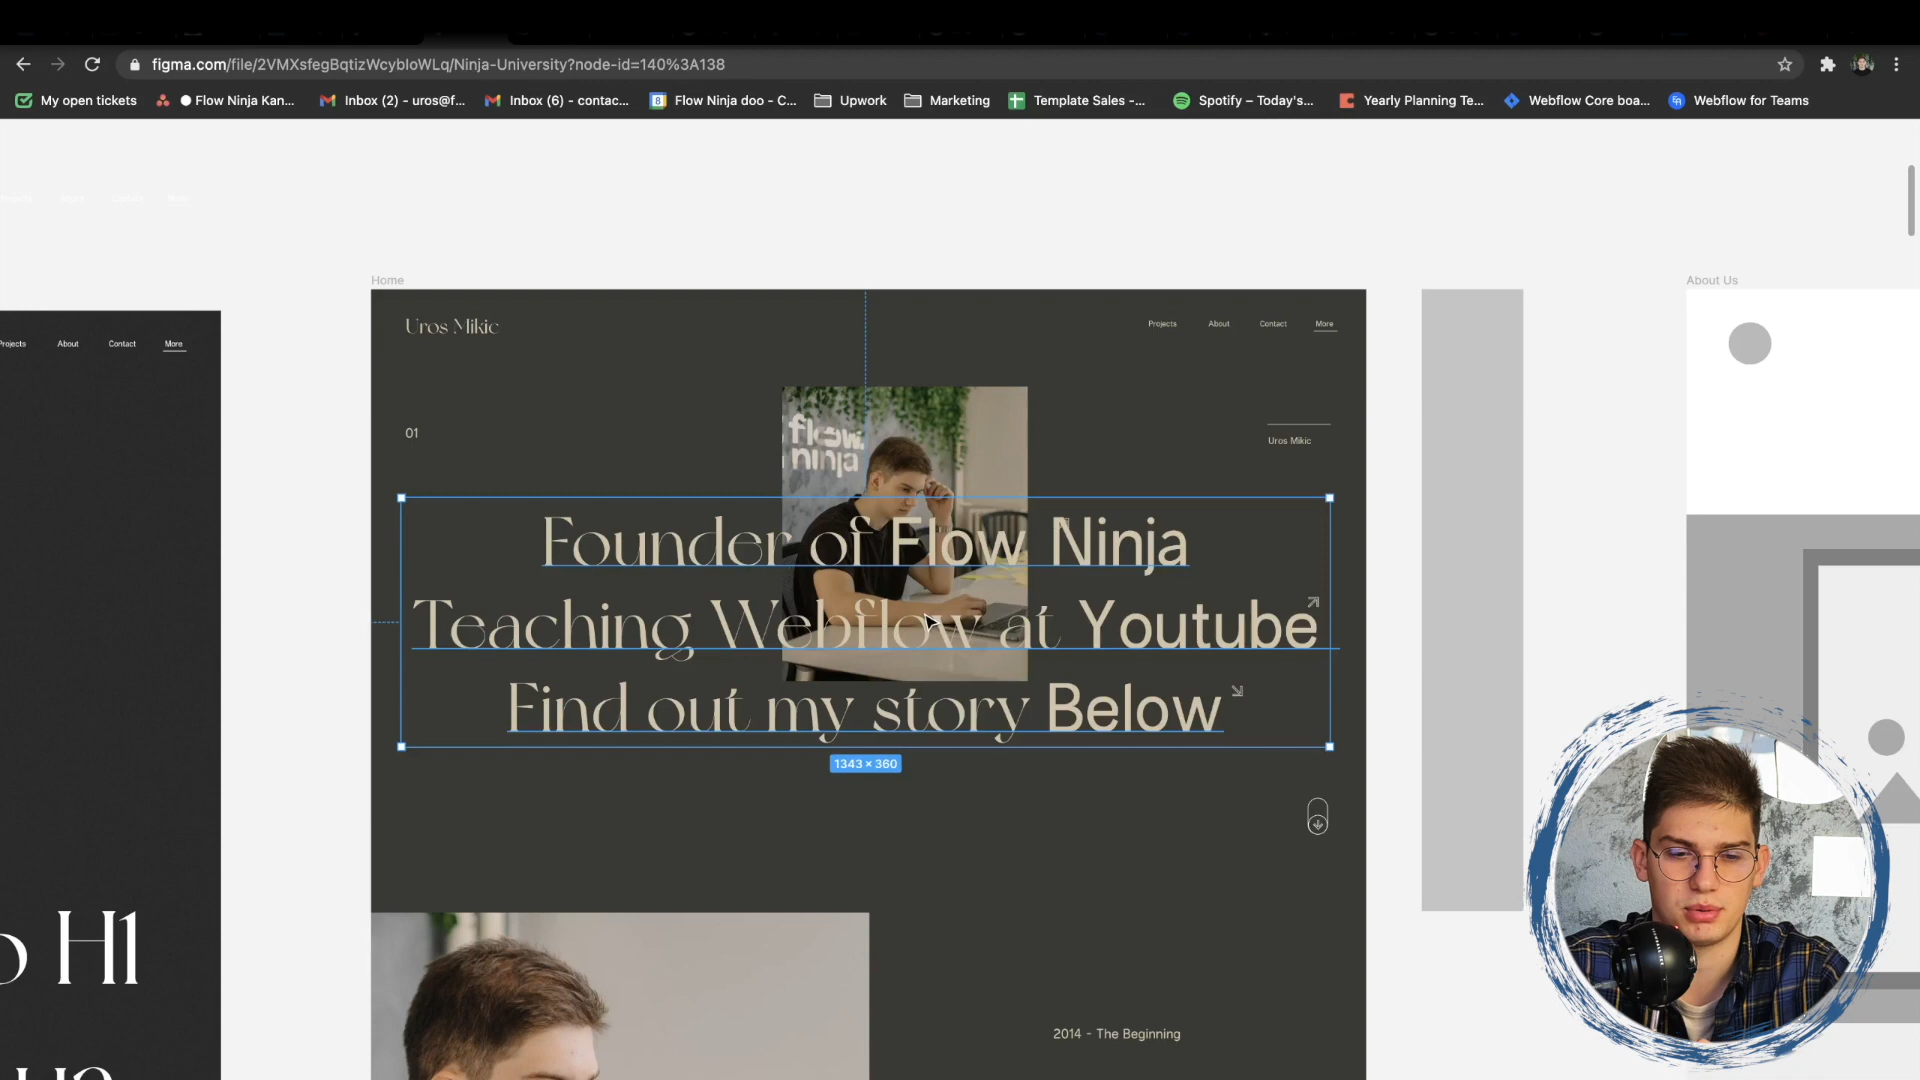 figma.com/file/2VMXsfegBqtizWcybIoWLq/Ninja-University?node-id=140%3A138
My open tickets
Flow Ninja Kan...
Inbox (2) - uros@f...
Inbox (6) - contac...
8
Flow Ninja doo - C...
Upwork
Marketing
Template Sales -...
Spotify – Today's...
Yearly Planning Te...
Webflow Core boa...
Webflow for Teams
Home
About Us
Projects About Contact More
Uros Mikic
Projects About Contact More
flow.
ninja
01
Uros Mikic
Founder of Flow Ninja
Teaching Webflow at Youtube
Find out my story Below
1343 × 360
H1
2014 - The Beginning